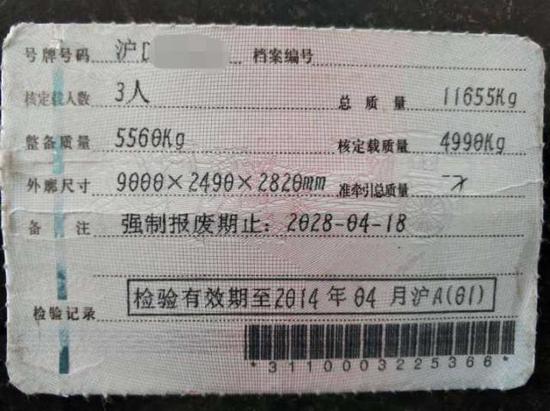 号牌号码 沪 档案编号
核定载人数 3人 总质量 11655Kg
整备质量 5560Kg 核定载质量 4990Kg
外廓尺寸 9000×2490×2820mm 准牵引总质量
备注 强制报废期止: 2028-04-18
检验记录 检验有效期至2014年04月沪A(01)
*3110003225366*